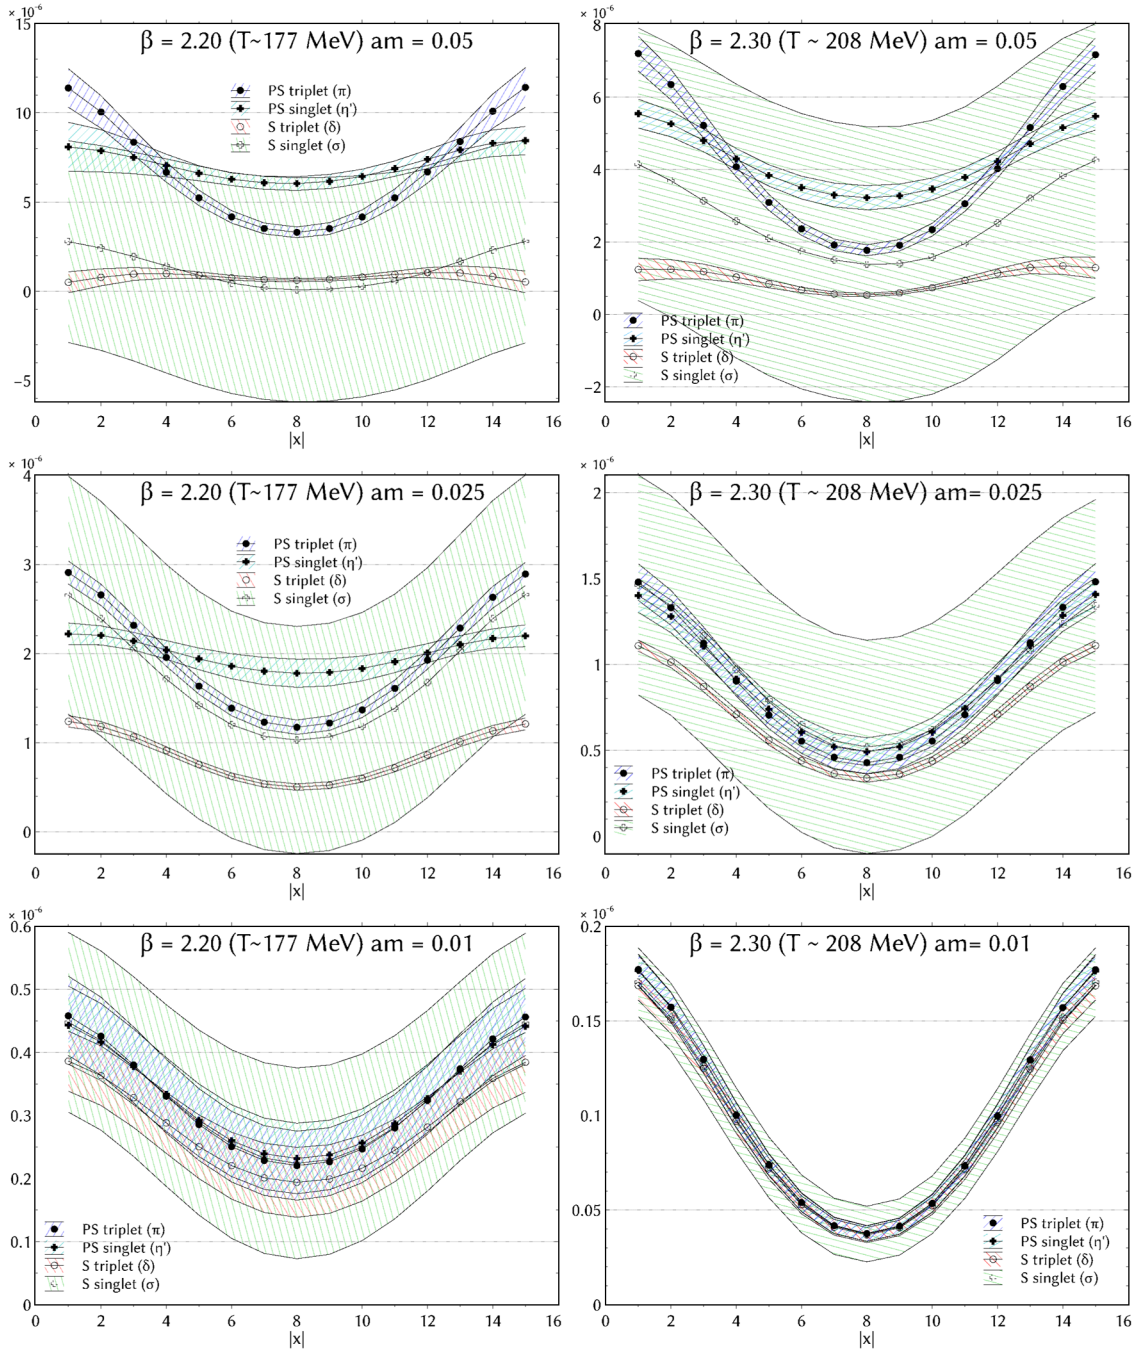 × 10⁻⁶
β = 2.20 (T~177 MeV) am = 0.05
15
10
5
0
−5
PS triplet (π)
PS singlet (η')
S triplet (δ)
S singlet (σ)
0 2 4 6 8 10 12 14 16
|x|
× 10⁻⁶
β = 2.30 (T ~ 208 MeV) am = 0.05
8
6
4
2
0
−2
PS triplet (π)
PS singlet (η')
S triplet (δ)
S singlet (σ)
0 2 4 6 8 10 12 14 16
|x|
× 10⁻⁶
β = 2.20 (T~177 MeV) am = 0.025
4
3
2
1
0
PS triplet (π)
PS singlet (η')
S triplet (δ)
S singlet (σ)
0 2 4 6 8 10 12 14 16
|x|
× 10⁻⁶
β = 2.30 (T ~ 208 MeV) am= 0.025
2
1.5
1
0.5
0
PS triplet (π)
PS singlet (η')
S triplet (δ)
S singlet (σ)
0 2 4 6 8 10 12 14 16
|x|
× 10⁻⁶
β = 2.20 (T~177 MeV) am = 0.01
0.6
0.5
0.4
0.3
0.2
0.1
0
PS triplet (π)
PS singlet (η')
S triplet (δ)
S singlet (σ)
0 2 4 6 8 10 12 14 16
|x|
× 10⁻⁶
β = 2.30 (T ~ 208 MeV) am= 0.01
0.2
0.15
0.1
0.05
0
PS triplet (π)
PS singlet (η')
S triplet (δ)
S singlet (σ)
0 2 4 6 8 10 12 14 16
|x|